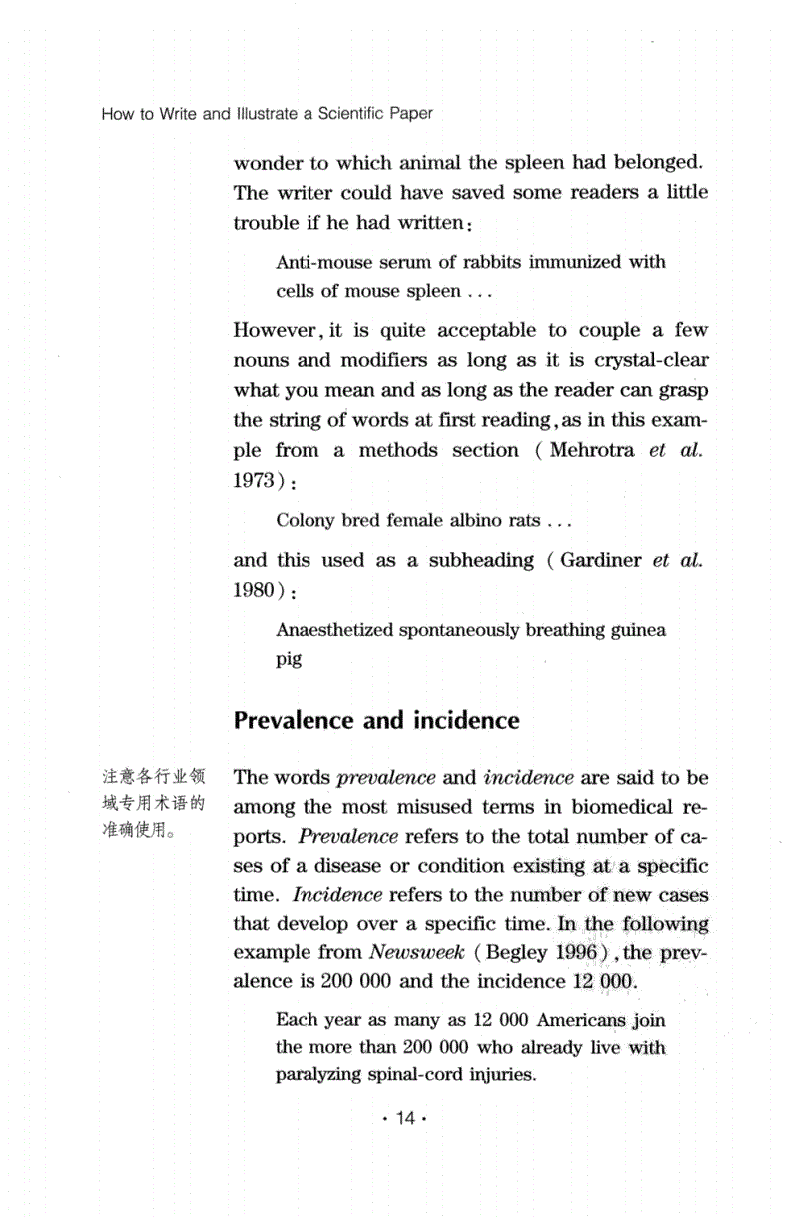 How to Write and Illustrate a Scientific Paper
wonder to which animal the spleen had belonged.
The writer could have saved some readers a little
trouble if he had written:
Anti-mouse serum of rabbits immunized with
cells of mouse spleen ...
However, it is quite acceptable to couple a few
nouns and modifiers as long as it is crystal-clear
what you mean and as long as the reader can grasp
the string of words at first reading, as in this exam-
ple from a methods section ( Mehrotra et al.
1973) :
Colony bred female albino rats ...
and this used as a subheading ( Gardiner et al.
1980) :
Anaesthetized spontaneously breathing guinea
pig
Prevalence and incidence
注意各行业领
域专用术语的
准确使用。
The words prevalence and incidence are said to be
among the most misused terms in biomedical re-
ports. Prevalence refers to the total number of ca-
ses of a disease or condition existing at a specific
time. Incidence refers to the number of new cases
that develop over a specific time. In the following
example from Newsweek ( Begley 1996) , the prev-
alence is 200 000 and the incidence 12 000.
Each year as many as 12 000 Americans join
the more than 200 000 who already live with
paralyzing spinal-cord injuries.
· 14 ·